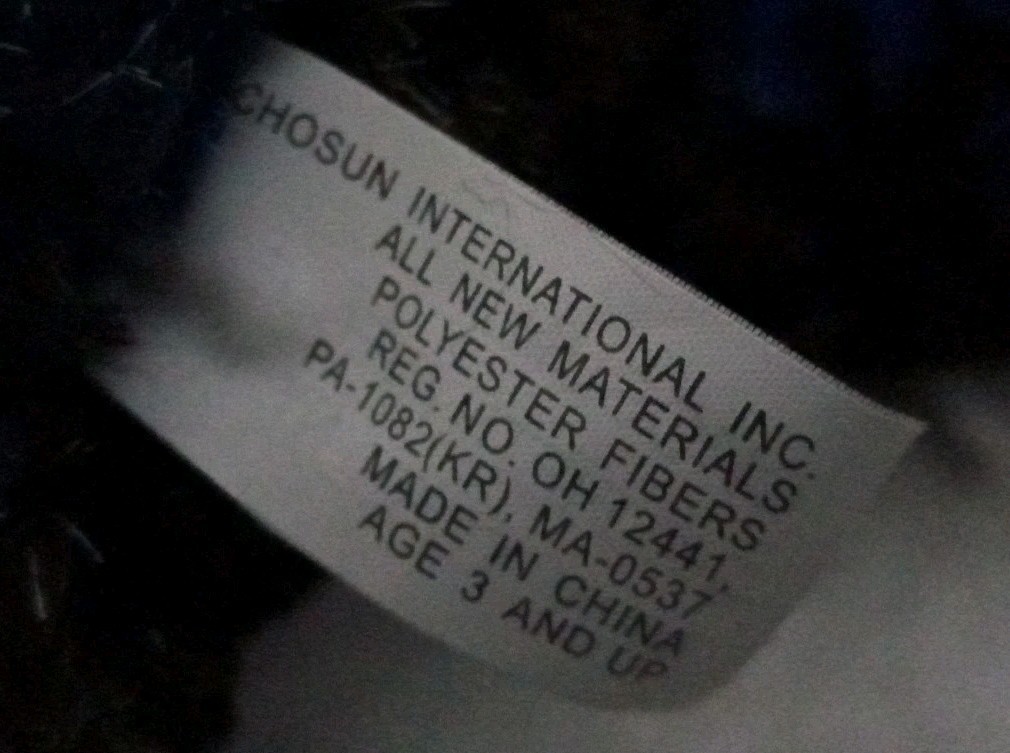 CHOSUN INTERNATIONAL INC.
ALL NEW MATERIALS
POLYESTER FIBERS
REG. NO. OH 12441,
PA-1082(KR), MA-0537
MADE IN CHINA
AGE 3 AND UP